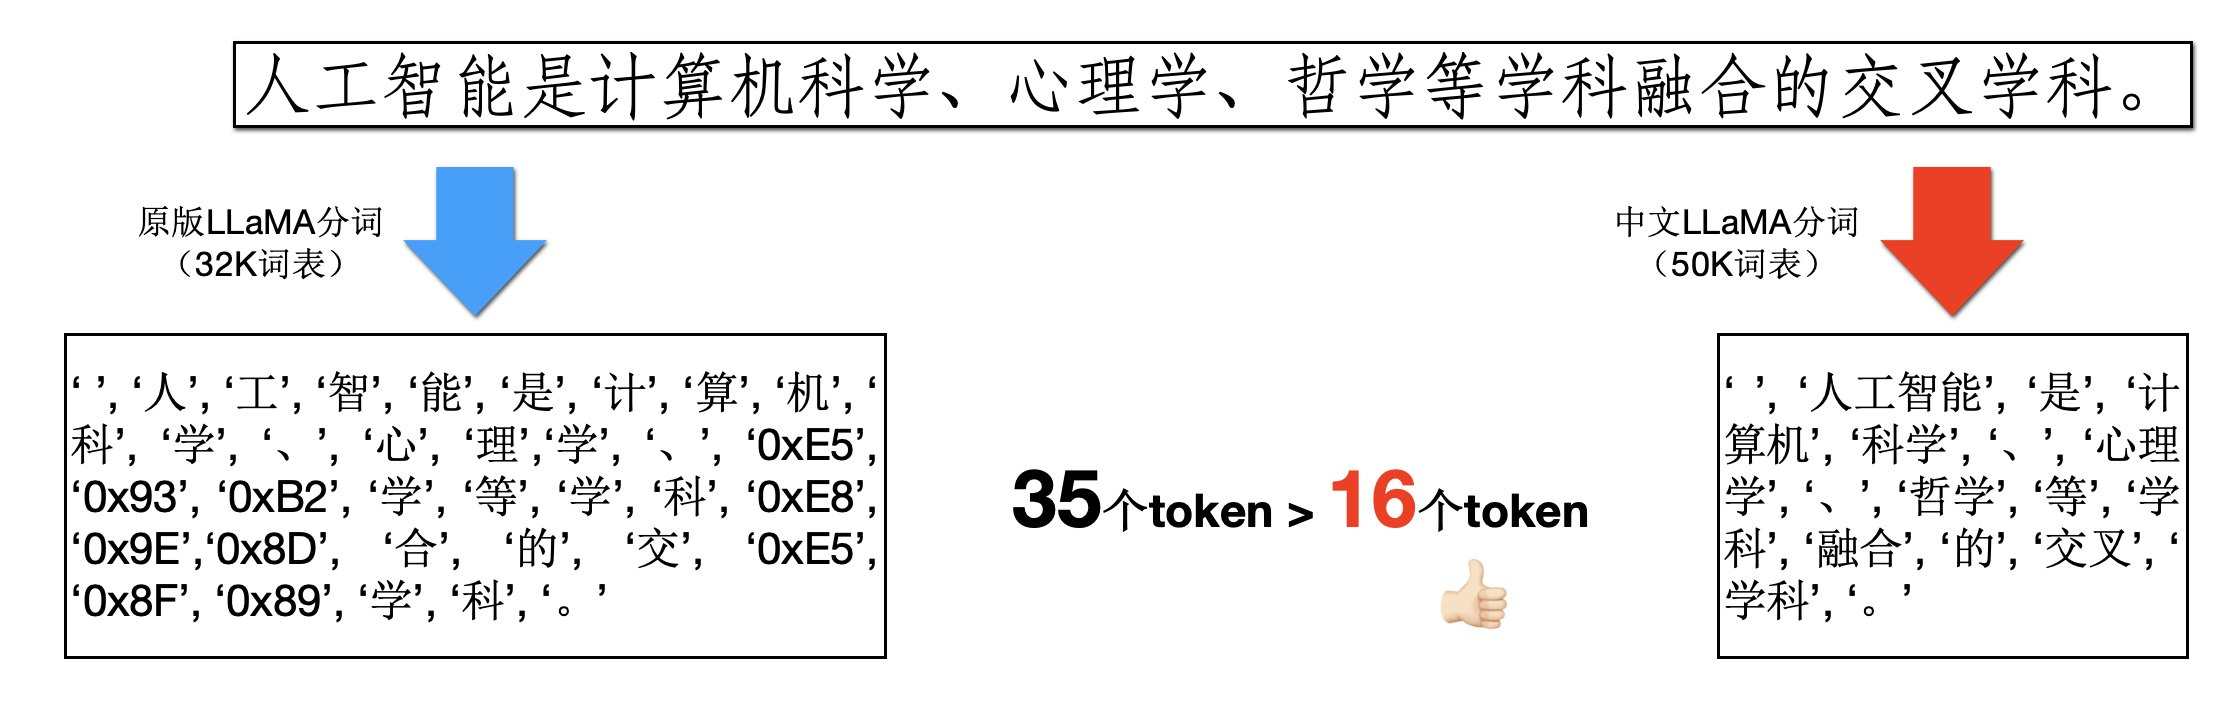 人工智能是计算机科学、心理学、哲学等学科融合的交叉学科。
原版LLaMA分词
（32K词表）
中文LLaMA分词
（50K词表）
‘ ’, ‘人’, ‘工’, ‘智’, ‘能’, ‘是’, ‘计’, ‘算’, ‘机’, ‘
科’, ‘学’, ‘、’, ‘心’, ‘理’,‘学’, ‘、’, ‘0xE5’,
‘0x93’, ‘0xB2’, ‘学’, ‘等’, ‘学’, ‘科’, ‘0xE8’,
‘0x9E’,‘0x8D’, ‘合’, ‘的’, ‘交’, ‘0xE5’,
‘0x8F’, ‘0x89’, ‘学’, ‘科’, ‘。’
35个token > 16个token
‘ ’, ‘人工智能’, ‘是’, ‘计
算机’, ‘科学’, ‘、’, ‘心理
学’, ‘、’, ‘哲学’, ‘等’, ‘学
科’, ‘融合’, ‘的’, ‘交叉’, ‘
学科’, ‘。’